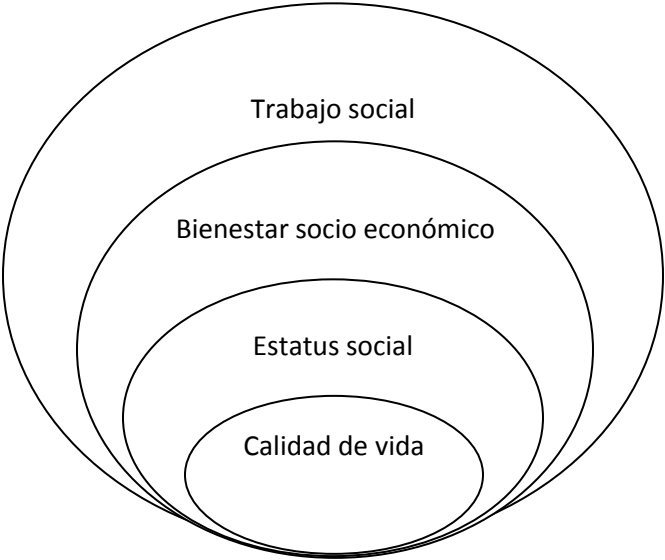 Trabajo social
Bienestar socio económico
Estatus social
Calidad de vida